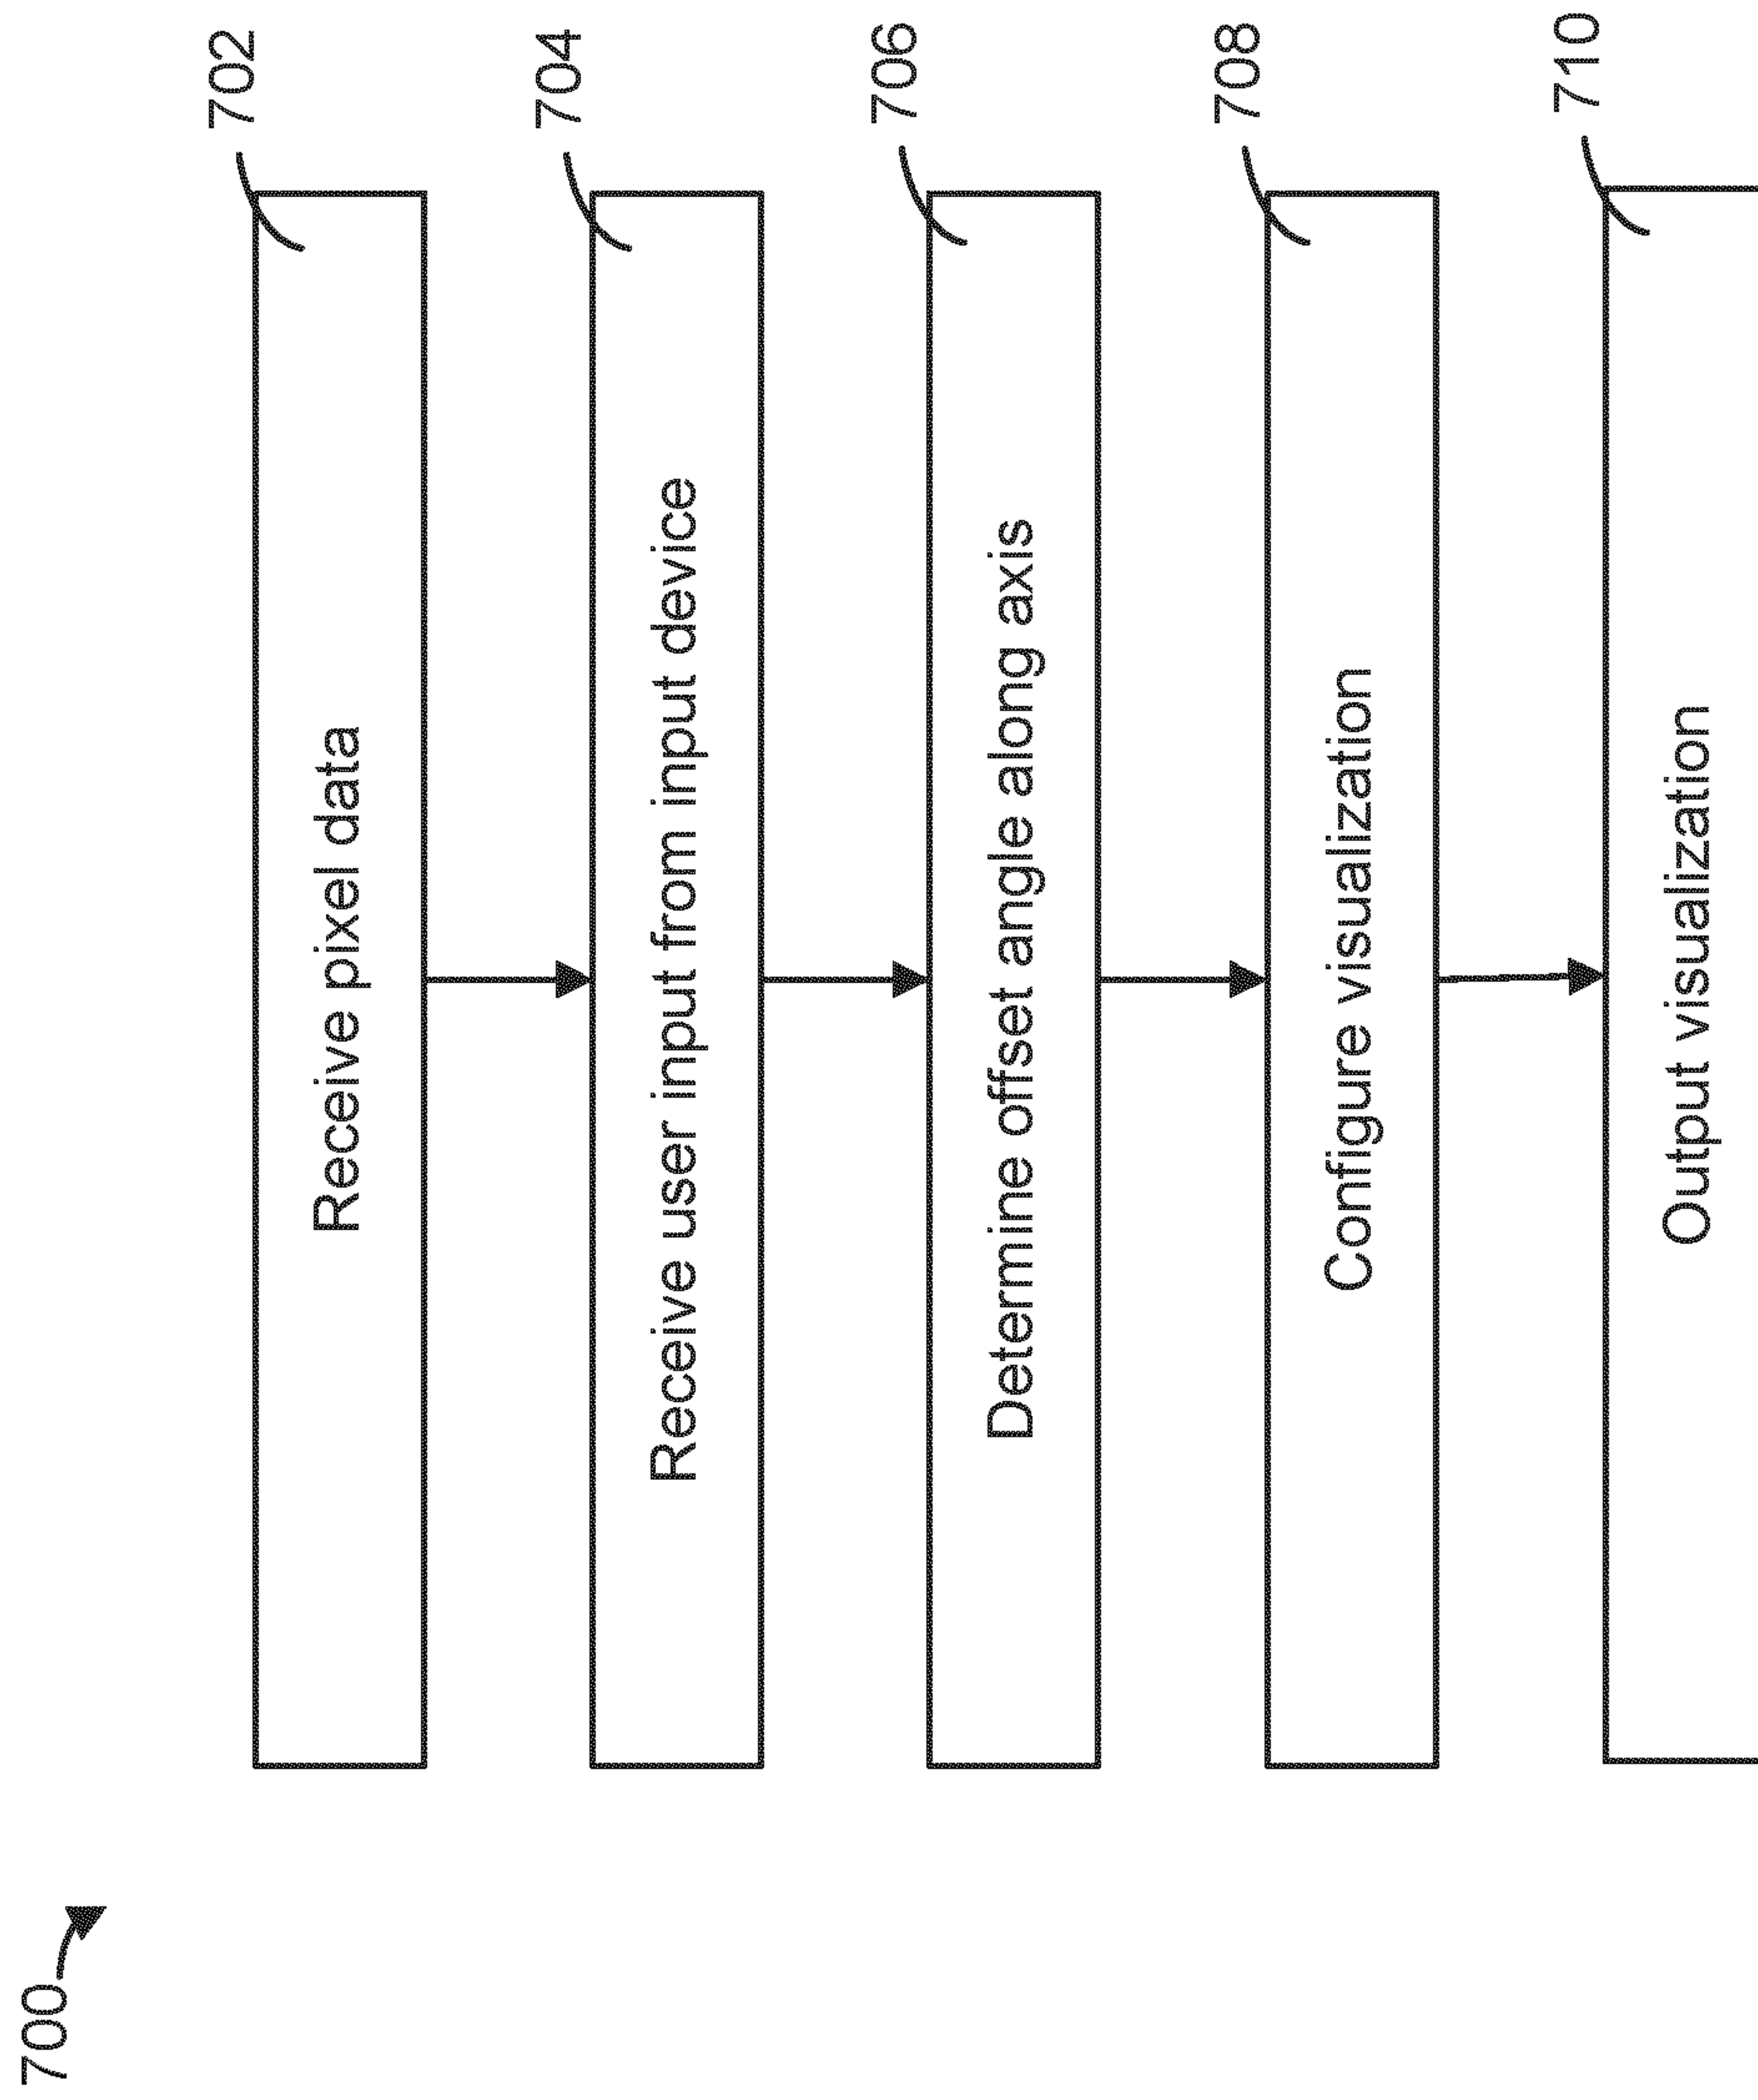 700
702
Receive pixel data
704
Receive user input from input device
706
Determine offset angle along axis
708
Configure visualization
710
Output visualization